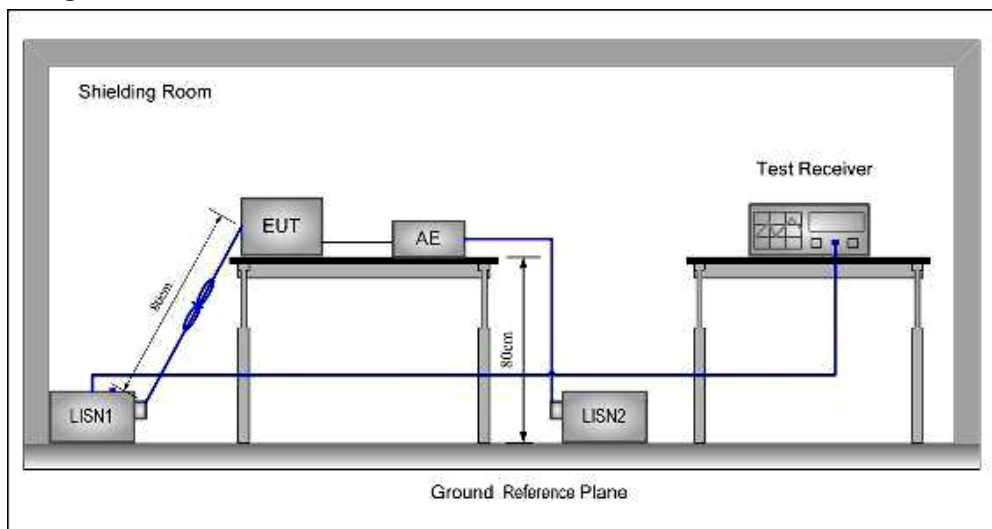 Shielding Room
Test Receiver
EUT
AE
80cm
80cm
LISN1
LISN2
Ground Reference Plane